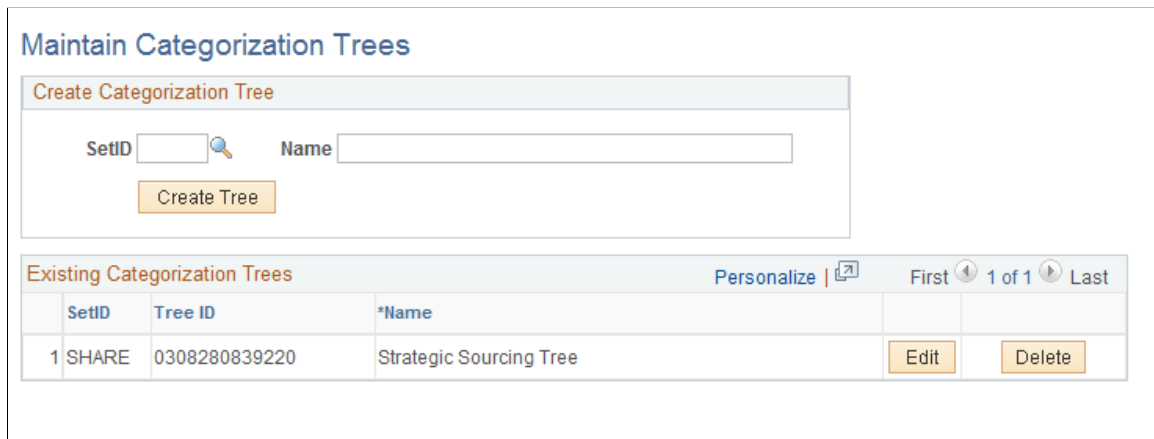 Maintain Categorization Trees
Create Categorization Tree
SetID Name
Create Tree
Existing Categorization Trees Personalize | First 1 of 1 Last
SetID Tree ID *Name
1 SHARE 0308280839220 Strategic Sourcing Tree Edit Delete